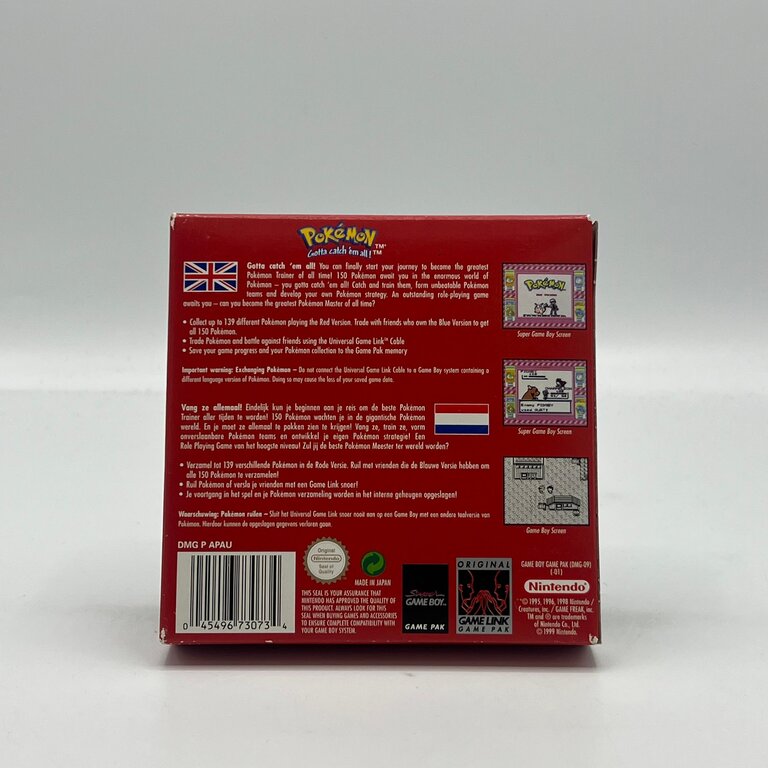 POKéMON™
Gotta catch 'em all!™
Gotta catch 'em all! You can finally start your journey to become the greatest
Pokémon Trainer of all time! 150 Pokémon await you in the enormous world of
Pokémon – you gotta catch 'em all! Catch and train them, form unbeatable Pokémon
teams and develop your own Pokémon strategy. An outstanding role-playing game
awaits you – can you become the greatest Pokémon Master of all time?
• Collect up to 139 different Pokémon playing the Red Version. Trade with friends who own the Blue Version to get
all 150 Pokémon.
• Trade Pokémon and battle against friends using the Universal Game Link™ Cable
• Save your game progress and your Pokémon collection to the Game Pak memory
Important warning: Exchanging Pokémon – Do not connect the Universal Game Link Cable to a Game Boy system containing a
different language version of Pokémon. Doing so may cause the loss of your saved game data.
Vang ze allemaal! Eindelijk kun je beginnen aan je reis om de beste Pokémon
Trainer aller tijden te worden! 150 Pokémon wachten je in de gigantische Pokémon
wereld. En je moet ze allemaal te pakken zien te krijgen! Vang ze, train ze, vorm
onverslaanbare Pokémon teams en ontwikkel je eigen Pokémon strategie! Een
Role Playing Game van het hoogste niveau! Zul jij de beste Pokémon Meester ter wereld worden?
• Verzamel tot 139 verschillende Pokémon in de Rode Versie. Ruil met vrienden die de Blauwe Versie hebben om
alle 150 Pokémon te verzamelen!
• Ruil Pokémon of versla je vrienden met een Game Link snoer!
• Je voortgang in het spel en je Pokémon verzameling worden in het interne geheugen opgeslagen!
Waarschuwing: Pokémon ruilen – Sluit het Universal Game Link snoer nooit aan op een Game Boy met een andere taalversie van
Pokémon. Hierdoor kunnen de opgeslagen gegevens verloren gaan.
POKéMON
Super Game Boy Screen
Enemy PIDGEY
used GUST!
Super Game Boy Screen
Game Boy Screen
DMG P APAU
0 45496 73073 4
Original
Nintendo
Seal of
Quality
MADE IN JAPAN
THIS SEAL IS YOUR ASSURANCE THAT
NINTENDO HAS APPROVED THE QUALITY OF
THIS PRODUCT. ALWAYS LOOK FOR THIS
SEAL WHEN BUYING GAMES AND ACCESSORIES
TO ENSURE COMPLETE COMPATIBILITY WITH
YOUR GAME BOY SYSTEM.
Super
GAME BOY™
GAME PAK
ORIGINAL
GAME LINK
GAME PAK
GAME BOY GAME PAK (DMG-09)
(-01)
Nintendo®
™© 1995, 1996, 1998 Nintendo /
Creatures, inc. / GAME FREAK, inc.
TM and ® are trademarks
of Nintendo Co., Ltd.
© 1999 Nintendo.